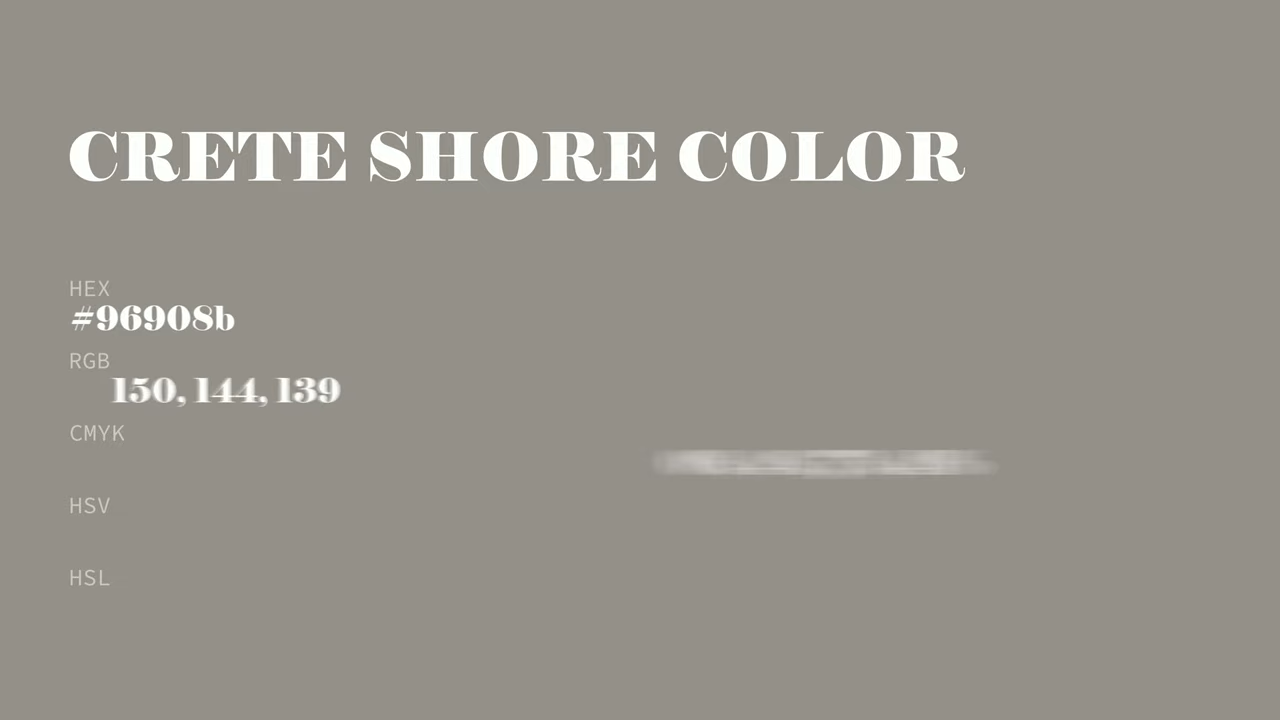 CRETE SHORE COLOR
HEX
#96908b
RGB
150, 144, 139
CMYK
HSV
HSL